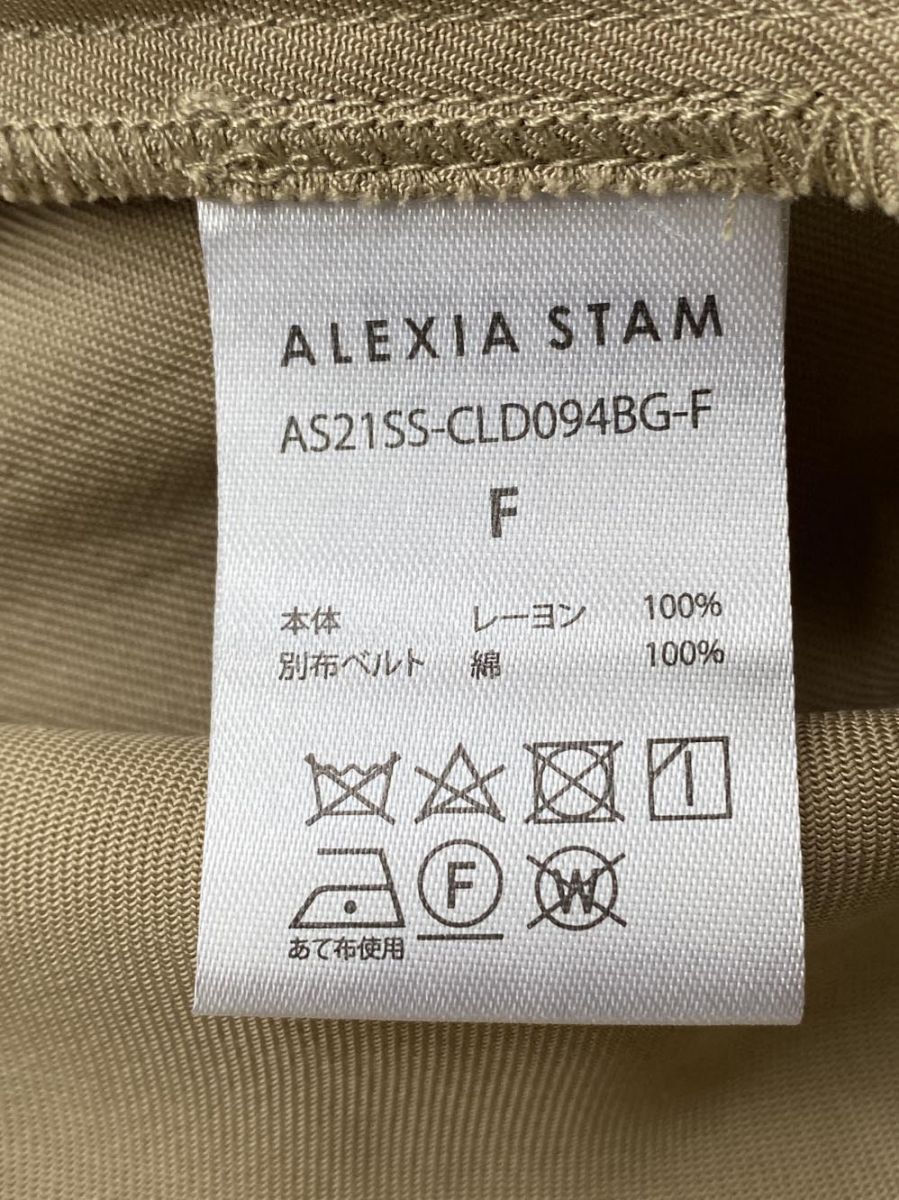 ALEXIA STAM
AS21SS-CLD094BG-F
F
本体 レーヨン 100%
別布ベルト 綿 100%
F W
あて布使用